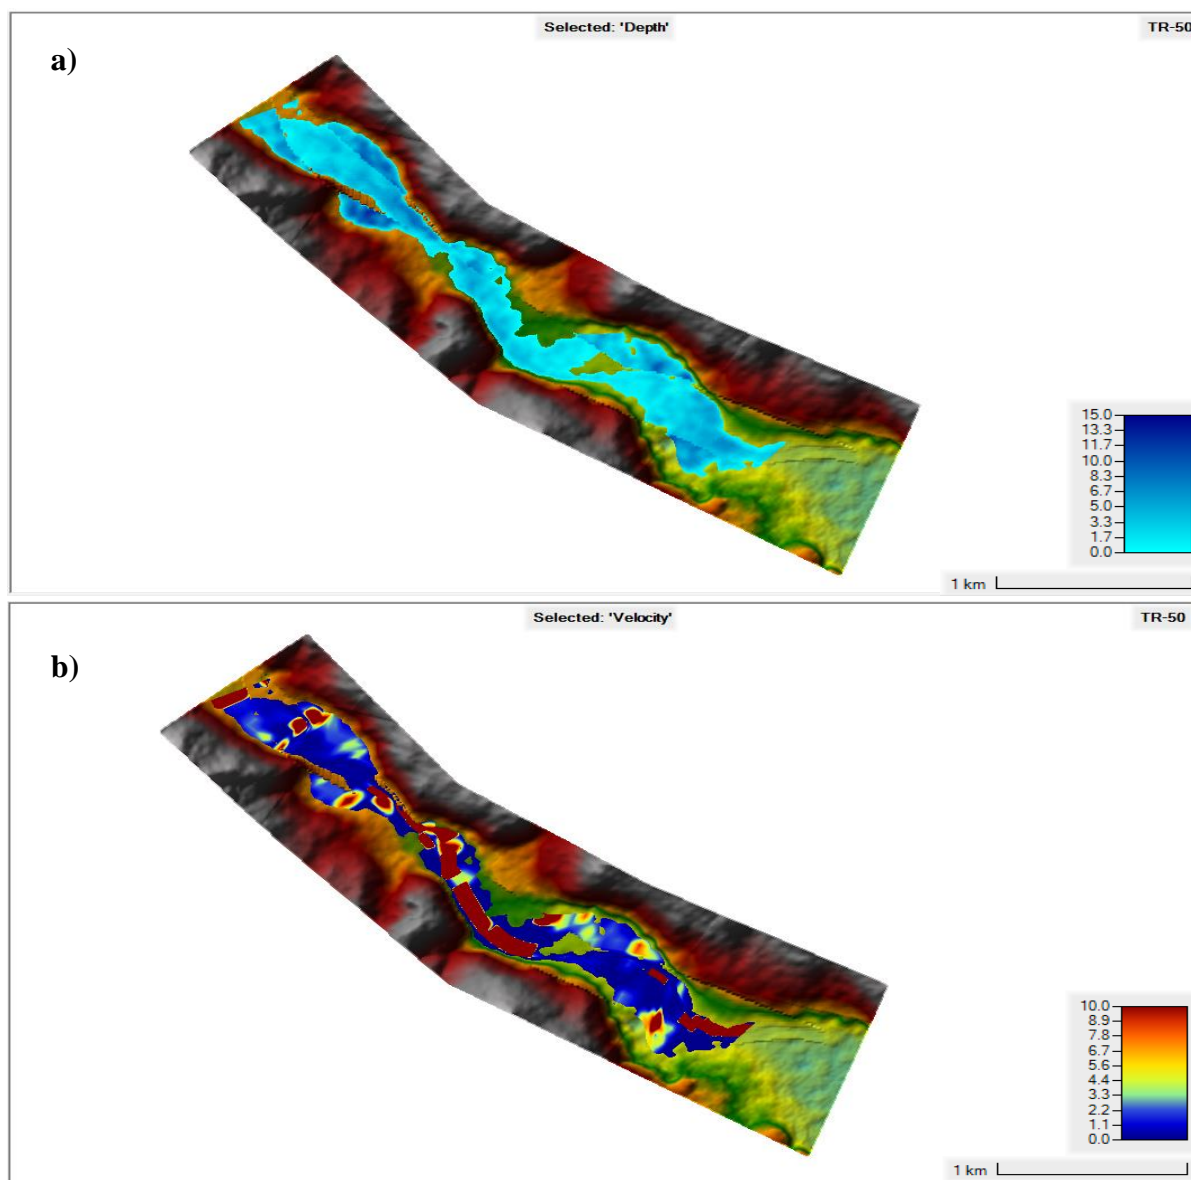 Selected: 'Depth'
TR-50
a)
15.0
13.3
11.7
10.0
8.3
6.7
5.0
3.3
1.7
0.0
1 km
Selected: 'Velocity'
TR-50
b)
10.0
8.9
7.8
6.7
5.6
4.4
3.3
2.2
1.1
0.0
1 km